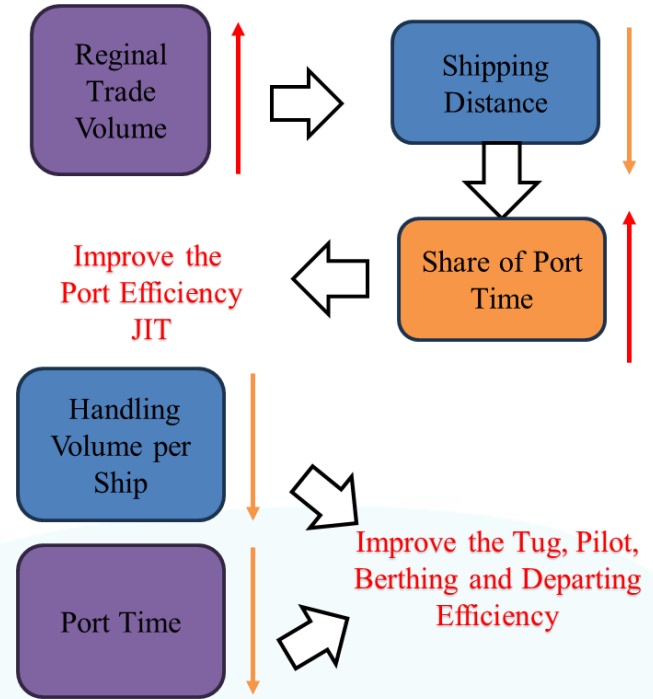 Reginal
Trade
Volume
Shipping
Distance
Share of Port
Time
Improve the
Port Efficiency
JIT
Handling
Volume per
Ship
Port Time
Improve the Tug, Pilot,
Berthing and Departing
Efficiency